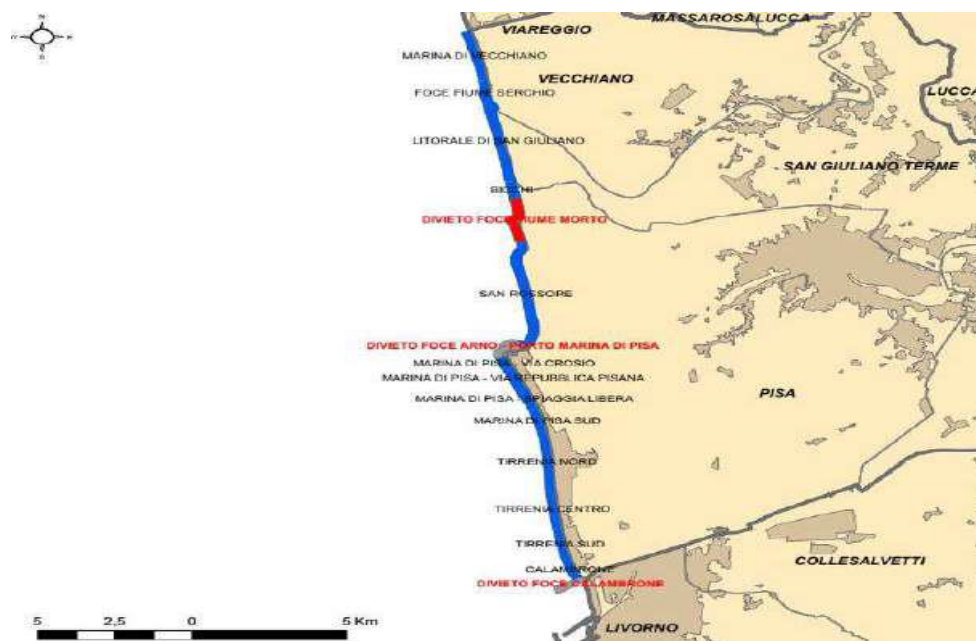 MASSAROSA
LUCCA
VIAREGGIO
MARINA DI VECCHIANO
VECCHIANO
FOCE FIUME SERCHIO
LUCCA
LITORALE DI SAN GIULIANO
SAN GIULIANO TERME
DIVIETO FOCE FIUME MORTO
SAN ROSSORE
DIVIETO FOCE ARNO - PORTO MARINA DI PISA
MARINA DI PISA - VIA CROSIO
MARINA DI PISA - VIA REPUBBLICA PISANA
PISA
MARINA DI PISA - SPIAGGIA LIBERA
MARINA DI PISA SUD
TIRRENIA NORD
TIRRENIA CENTRO
TIRRENIA SUD
COLLESALVETTI
CALAMBRONE
DIVIETO FOCE CALAMBRONE
5 2,5 0 5 Km
LIVORNO